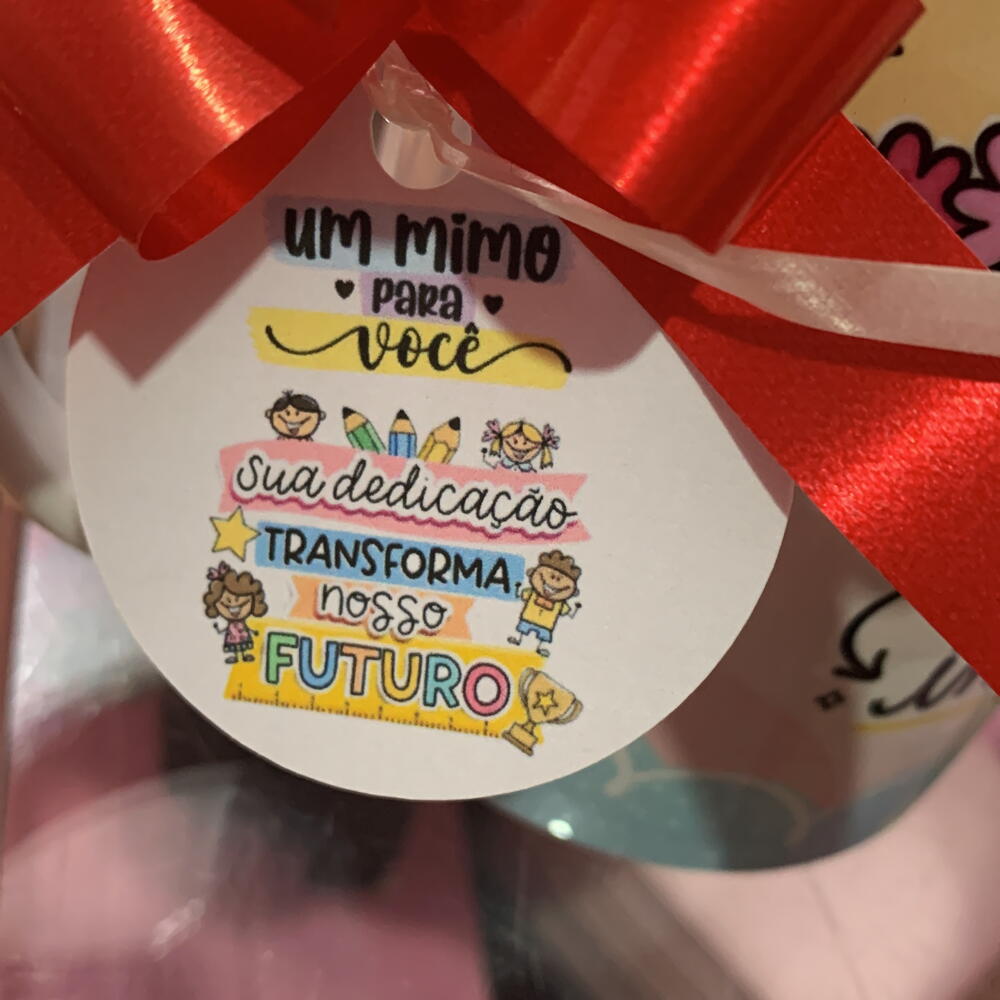 um mimo
para
você
sua dedicação
TRANSFORMA
nosso
FUTURO